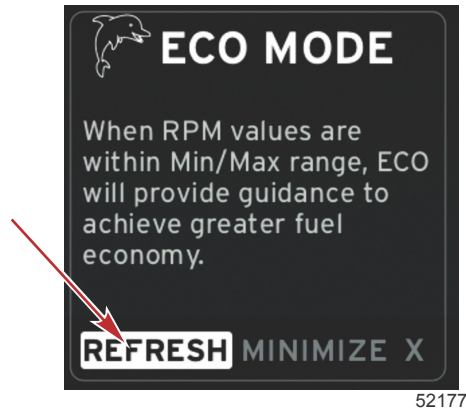 ECO MODE
When RPM values are
within Min/Max range, ECO
will provide guidance to
achieve greater fuel
economy.
REFRESH MINIMIZE X
52177